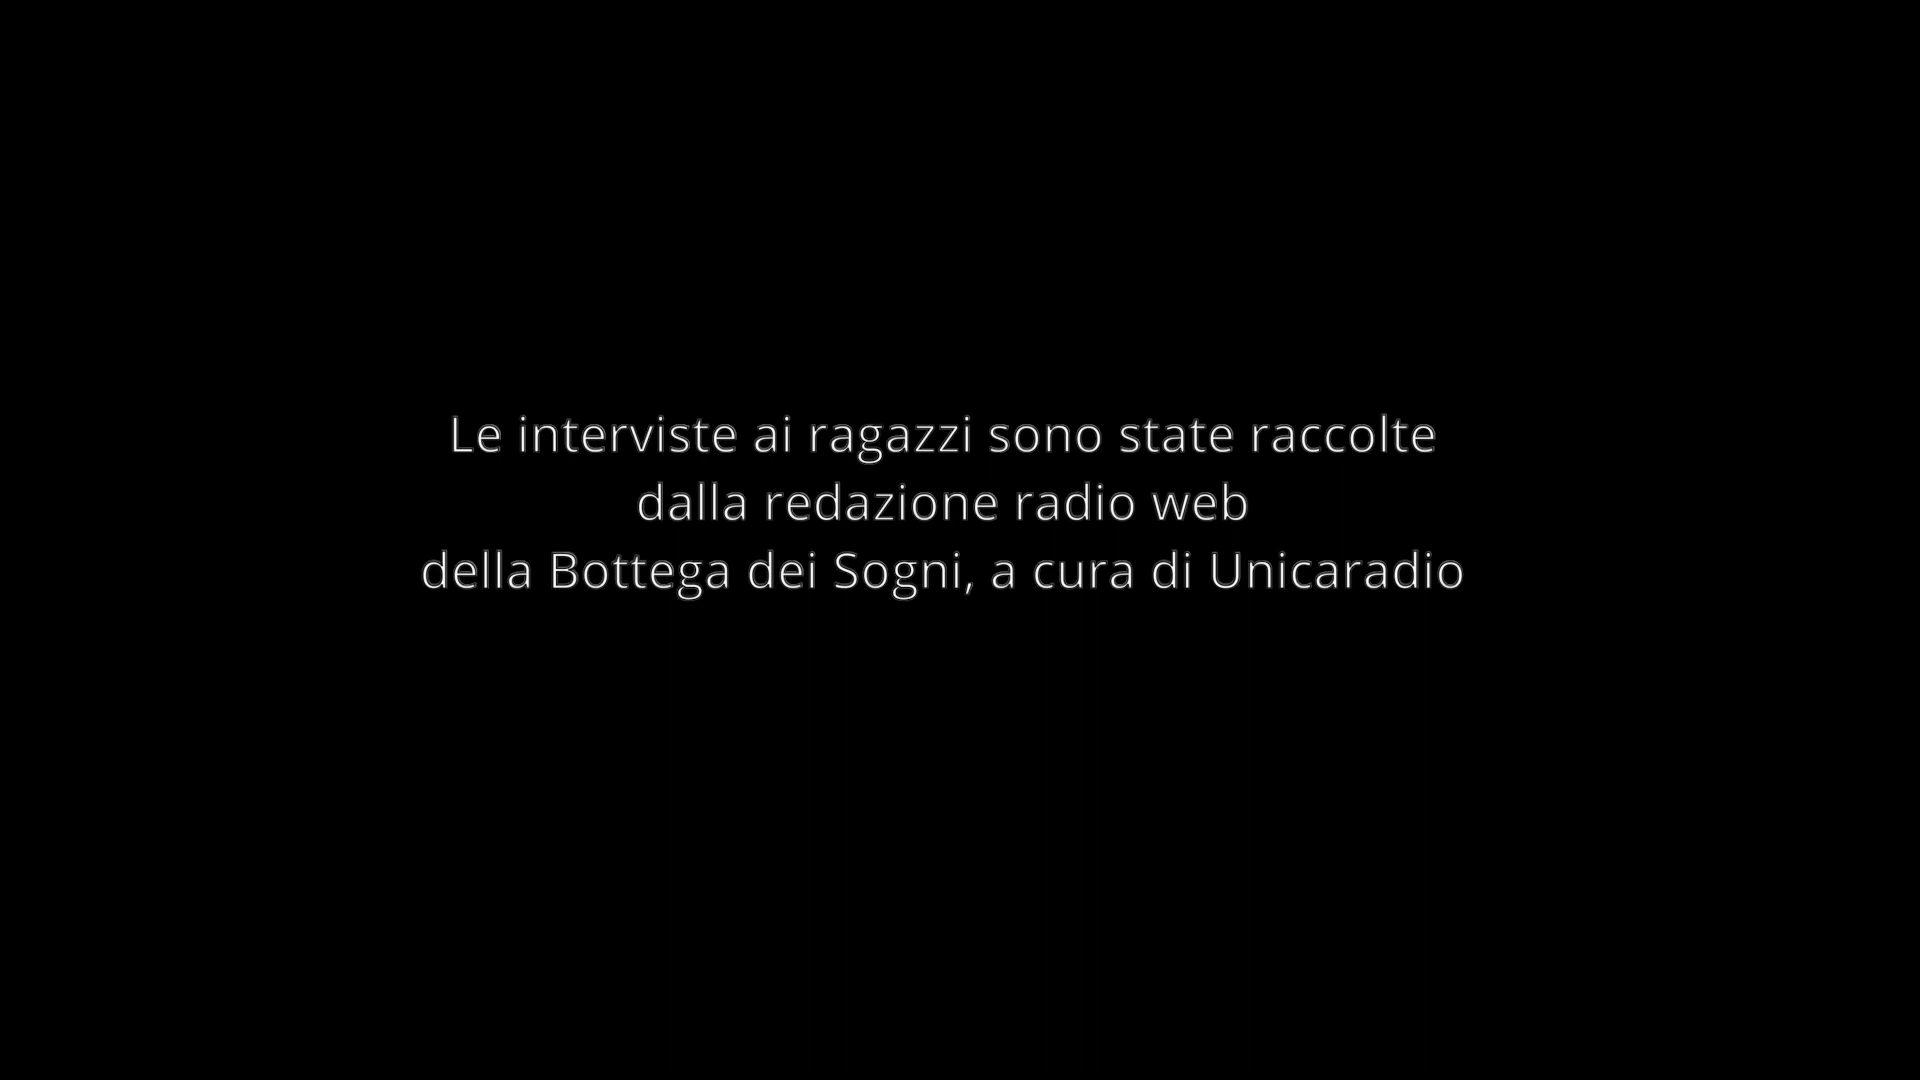 Le interviste ai ragazzi sono state raccolte
dalla redazione radio web
della Bottega dei Sogni, a cura di Unicaradio